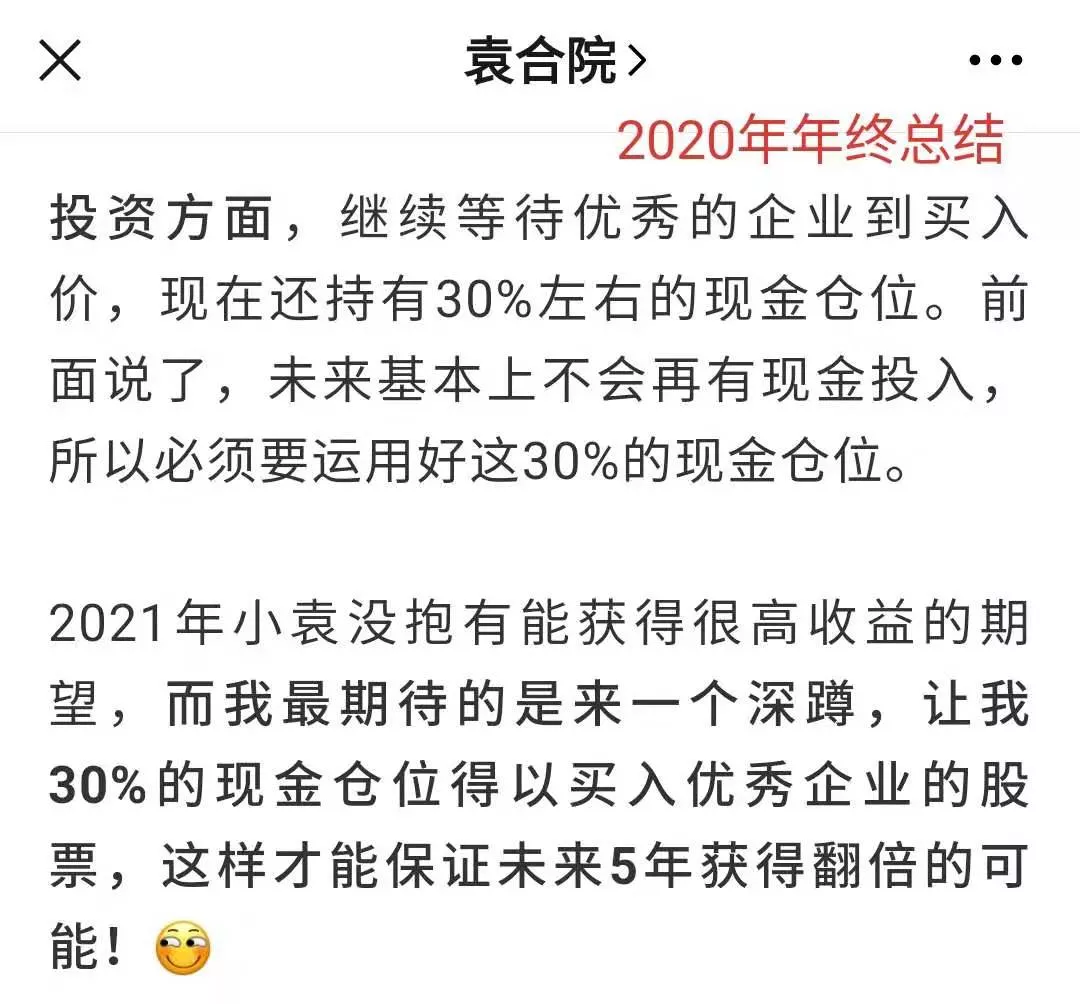 袁合院
2020年年终总结
投资方面，继续等待优秀的企业到买入
价，现在还持有30%左右的现金仓位。前
面说了，未来基本上不会再有现金投入，
所以必须要运用好这30%的现金仓位。
2021年小袁没抱有能获得很高收益的期
望，而我最期待的是来一个深蹲，让我
30%的现金仓位得以买入优秀企业的股
票，这样才能保证未来5年获得翻倍的可
能！